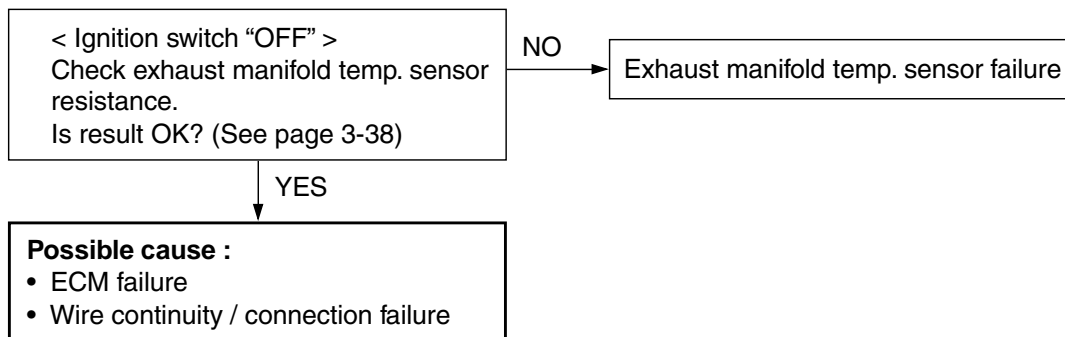 < Ignition switch “OFF” >
Check exhaust manifold temp. sensor
resistance.
Is result OK? (See page 3-38)
NO
Exhaust manifold temp. sensor failure
YES
Possible cause :
• ECM failure
• Wire continuity / connection failure